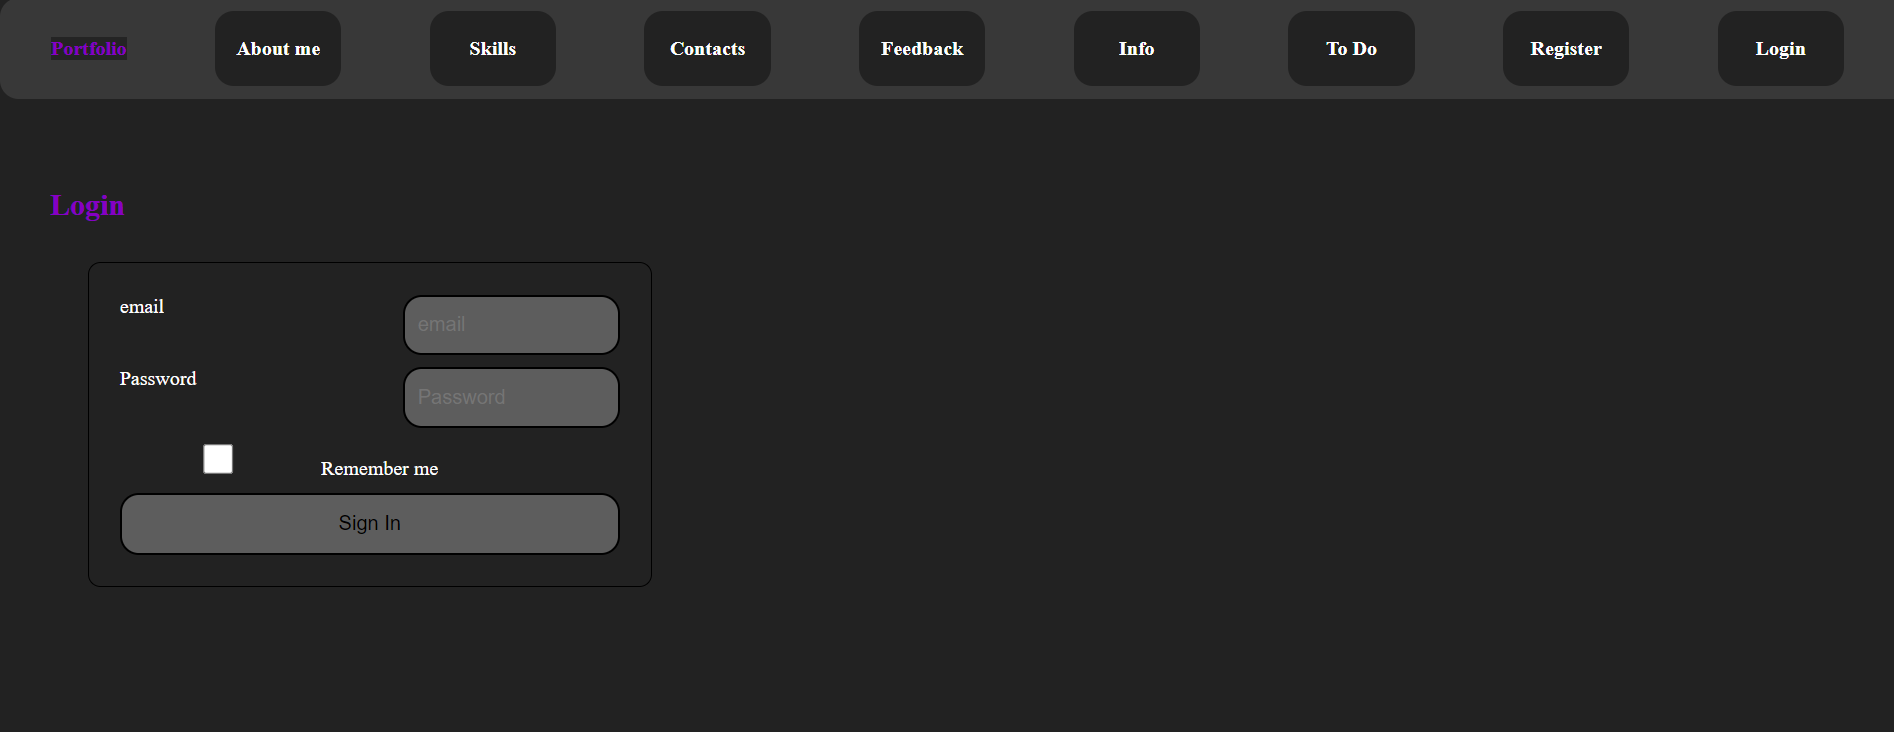 Portfolio About me Skills Contacts Feedback Info To Do Register Login
Login
email email
Password Password
Remember me
Sign In